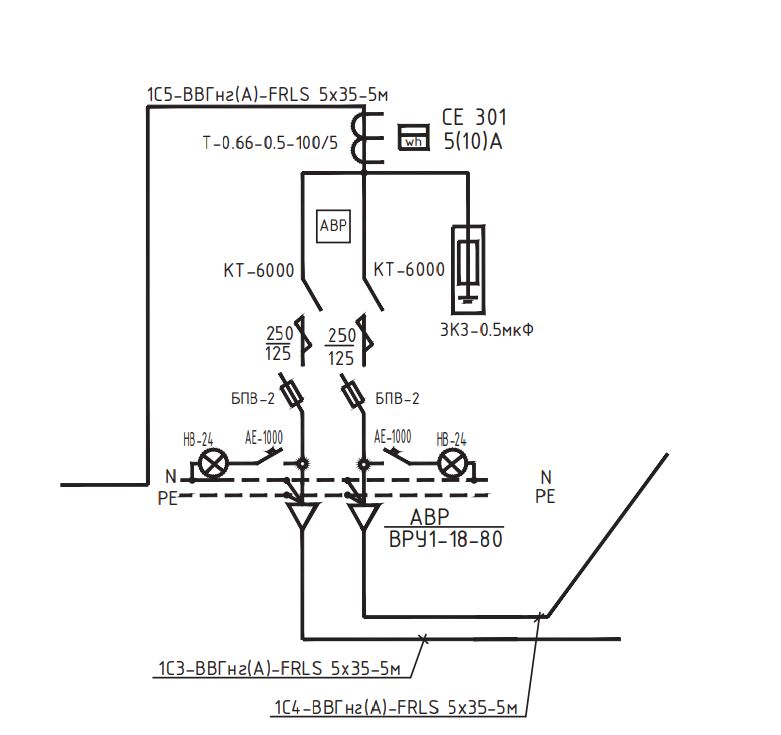 1С5-ВВГнг(А)-FRLS 5х35-5м
СЕ 301
Т-0.66-0.5-100/5
wh
5(10)А
АВР
КТ-6000
КТ-6000
250
125
250
125
ЗКЗ-0.5мкФ
БПВ-2
БПВ-2
НВ-24
АЕ-1000
АЕ-1000
НВ-24
N
N
PE
PE
АВР
ВРУ1-18-80
1С3-ВВГнг(А)-FRLS 5х35-5м
1С4-ВВГнг(А)-FRLS 5х35-5м